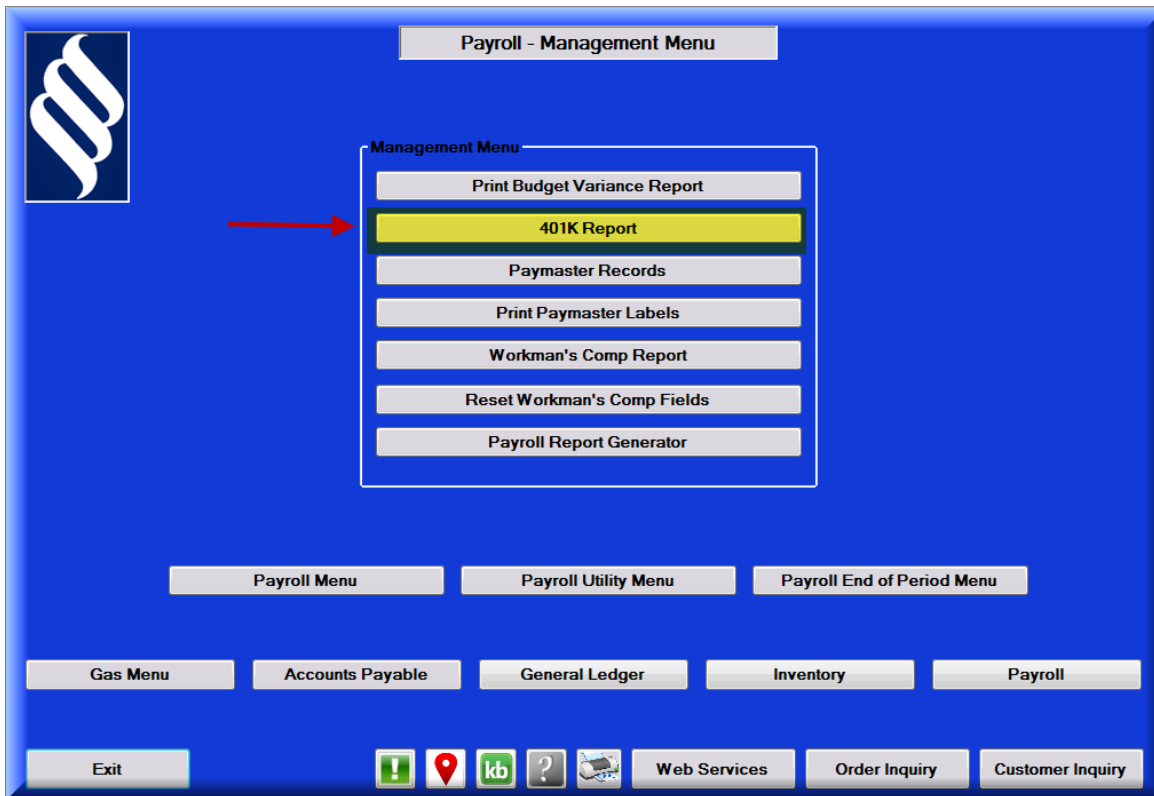 Payroll - Management Menu
Management Menu
Print Budget Variance Report
401K Report
Paymaster Records
Print Paymaster Labels
Workman's Comp Report
Reset Workman's Comp Fields
Payroll Report Generator
Payroll Menu
Payroll Utility Menu
Payroll End of Period Menu
Gas Menu
Accounts Payable
General Ledger
Inventory
Payroll
Exit
!
kb
?
Web Services
Order Inquiry
Customer Inquiry